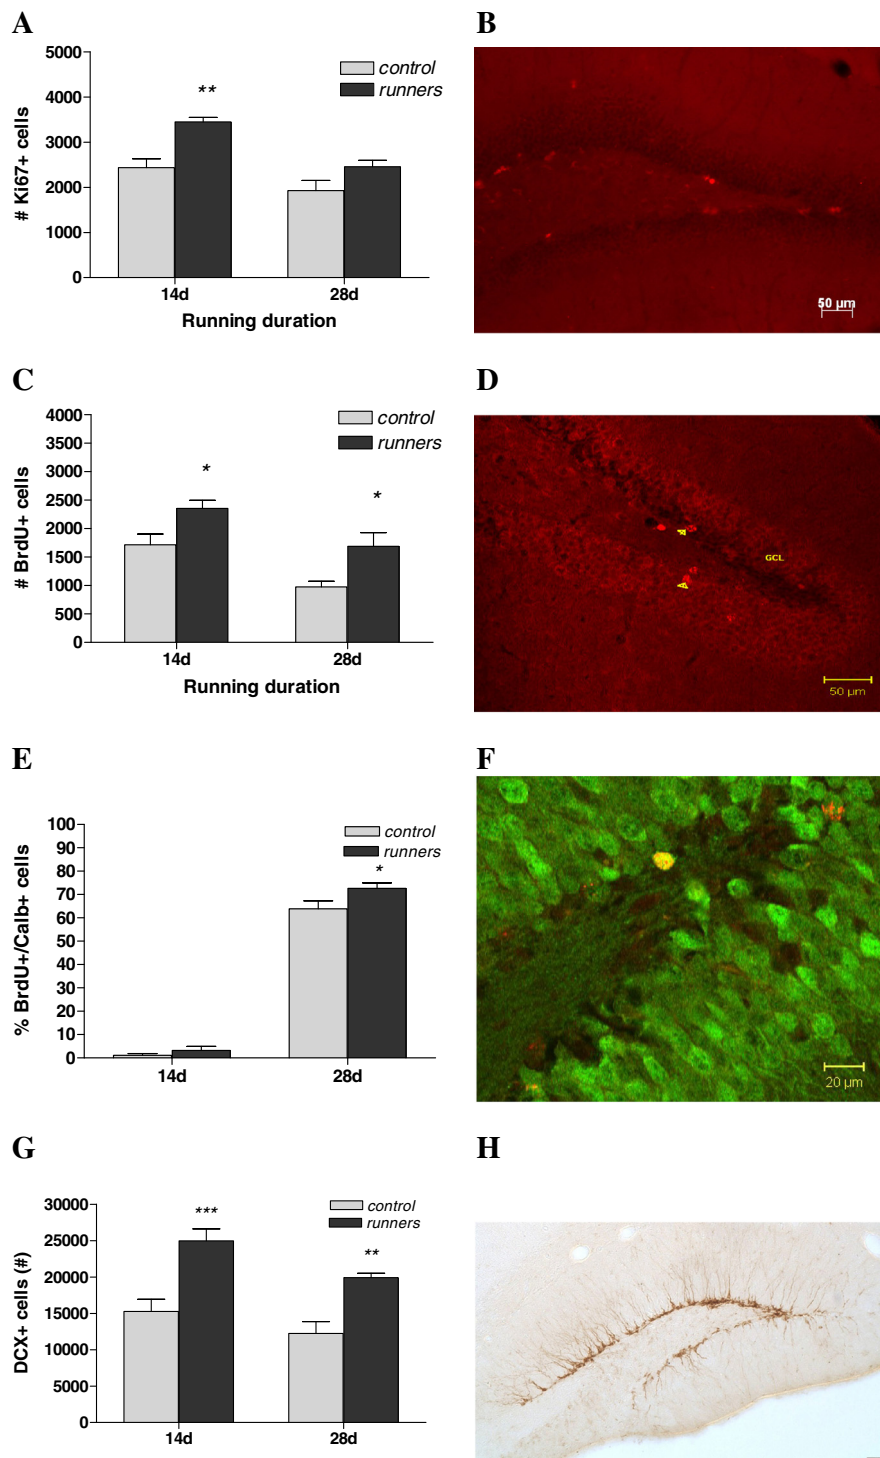 A
5000
4000
3000
2000
1000
0
# Ki67+ cells
control
runners
**
14d
28d
Running duration
B
50 µm
C
4000
3500
3000
2500
2000
1500
1000
500
0
# BrdU+ cells
control
runners
*
*
14d
28d
Running duration
D
GCL
50 µm
E
100
90
80
70
60
50
40
30
20
10
0
% BrdU+/Calb+ cells
control
runners
*
14d
28d
F
20 µm
G
30000
25000
20000
15000
10000
5000
0
DCX+ cells (#)
control
runners
***
**
14d
28d
H